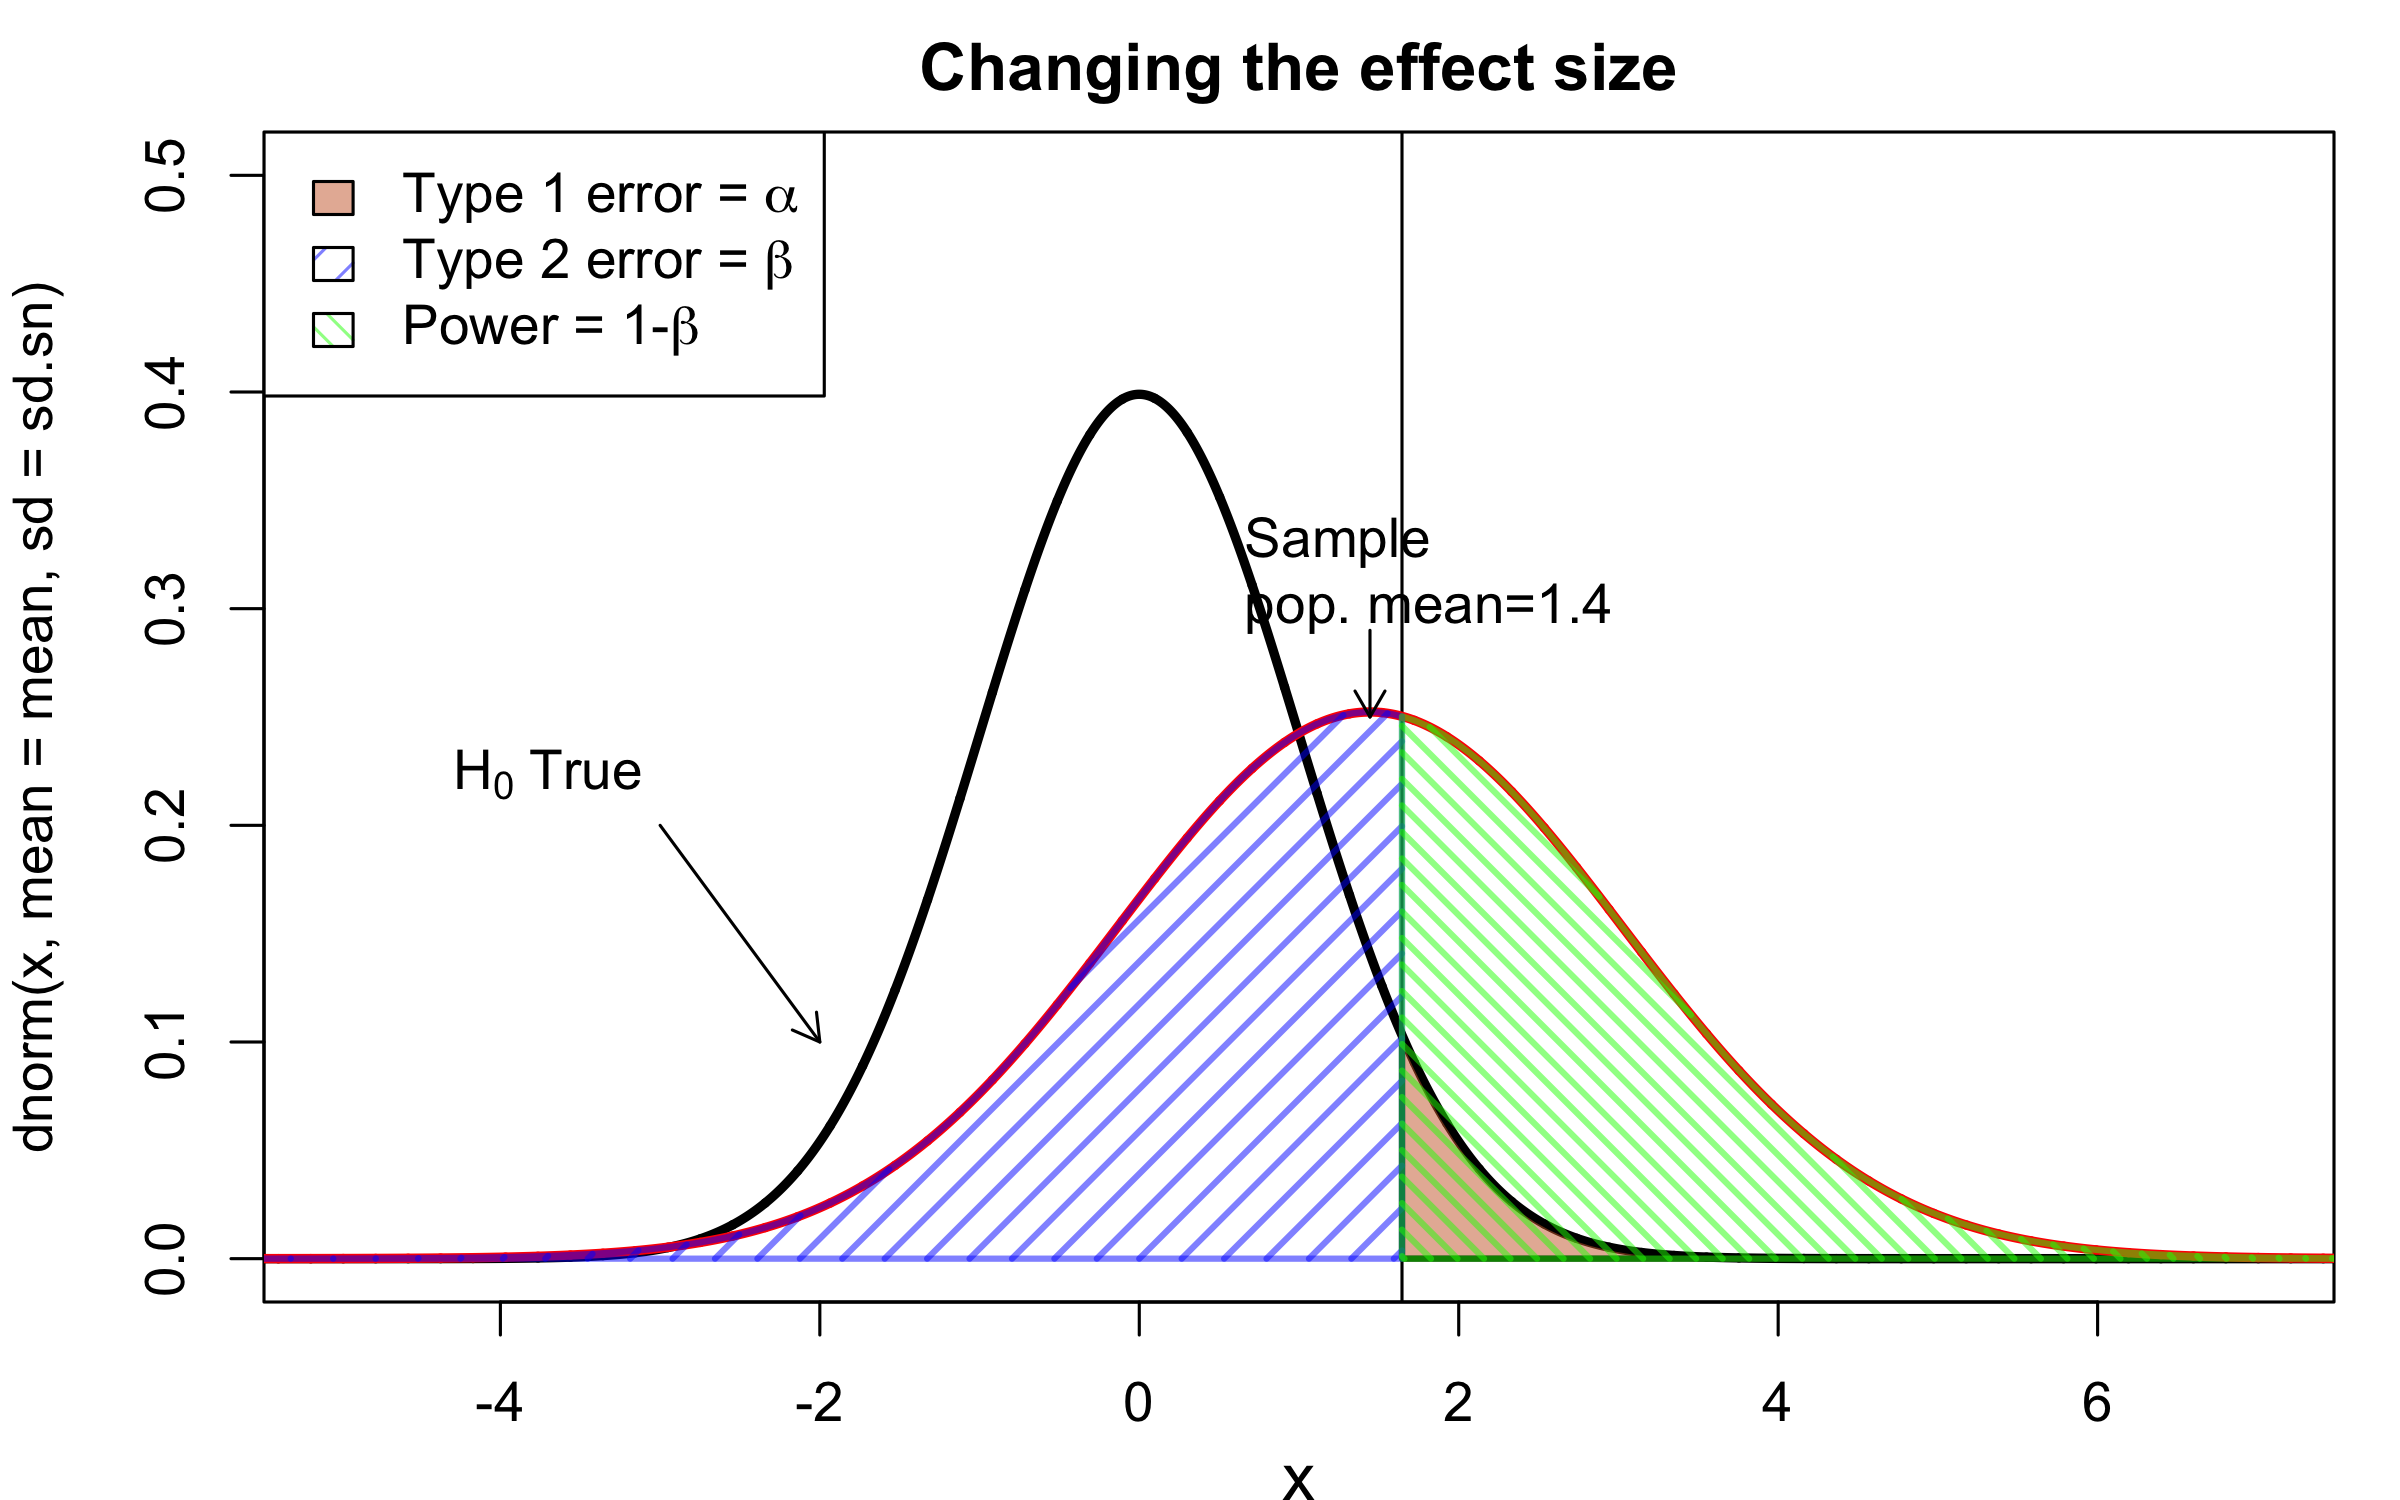 Changing the effect size
Type 1 error = α
Type 2 error = β
Power = 1-β
Sample
pop. mean=1.4
H₀ True
dnorm(x, mean = mean, sd = sd.sn)
0.5
0.4
0.3
0.2
0.1
0.0
-4 -2 0 2 4 6
x